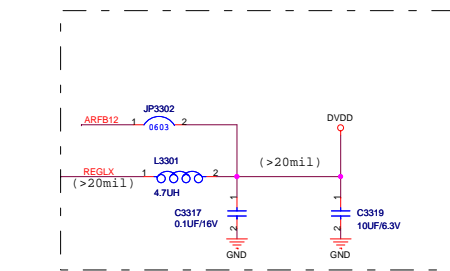 JP3302
DVDD
ARFB12 1 2
0603
L3301
(>20mil)
REGLX 1 2
(>20mil)
4.7UH
1 1
C3317 C3319
0.1UF/16V 10UF/6.3V
2 2
GND GND